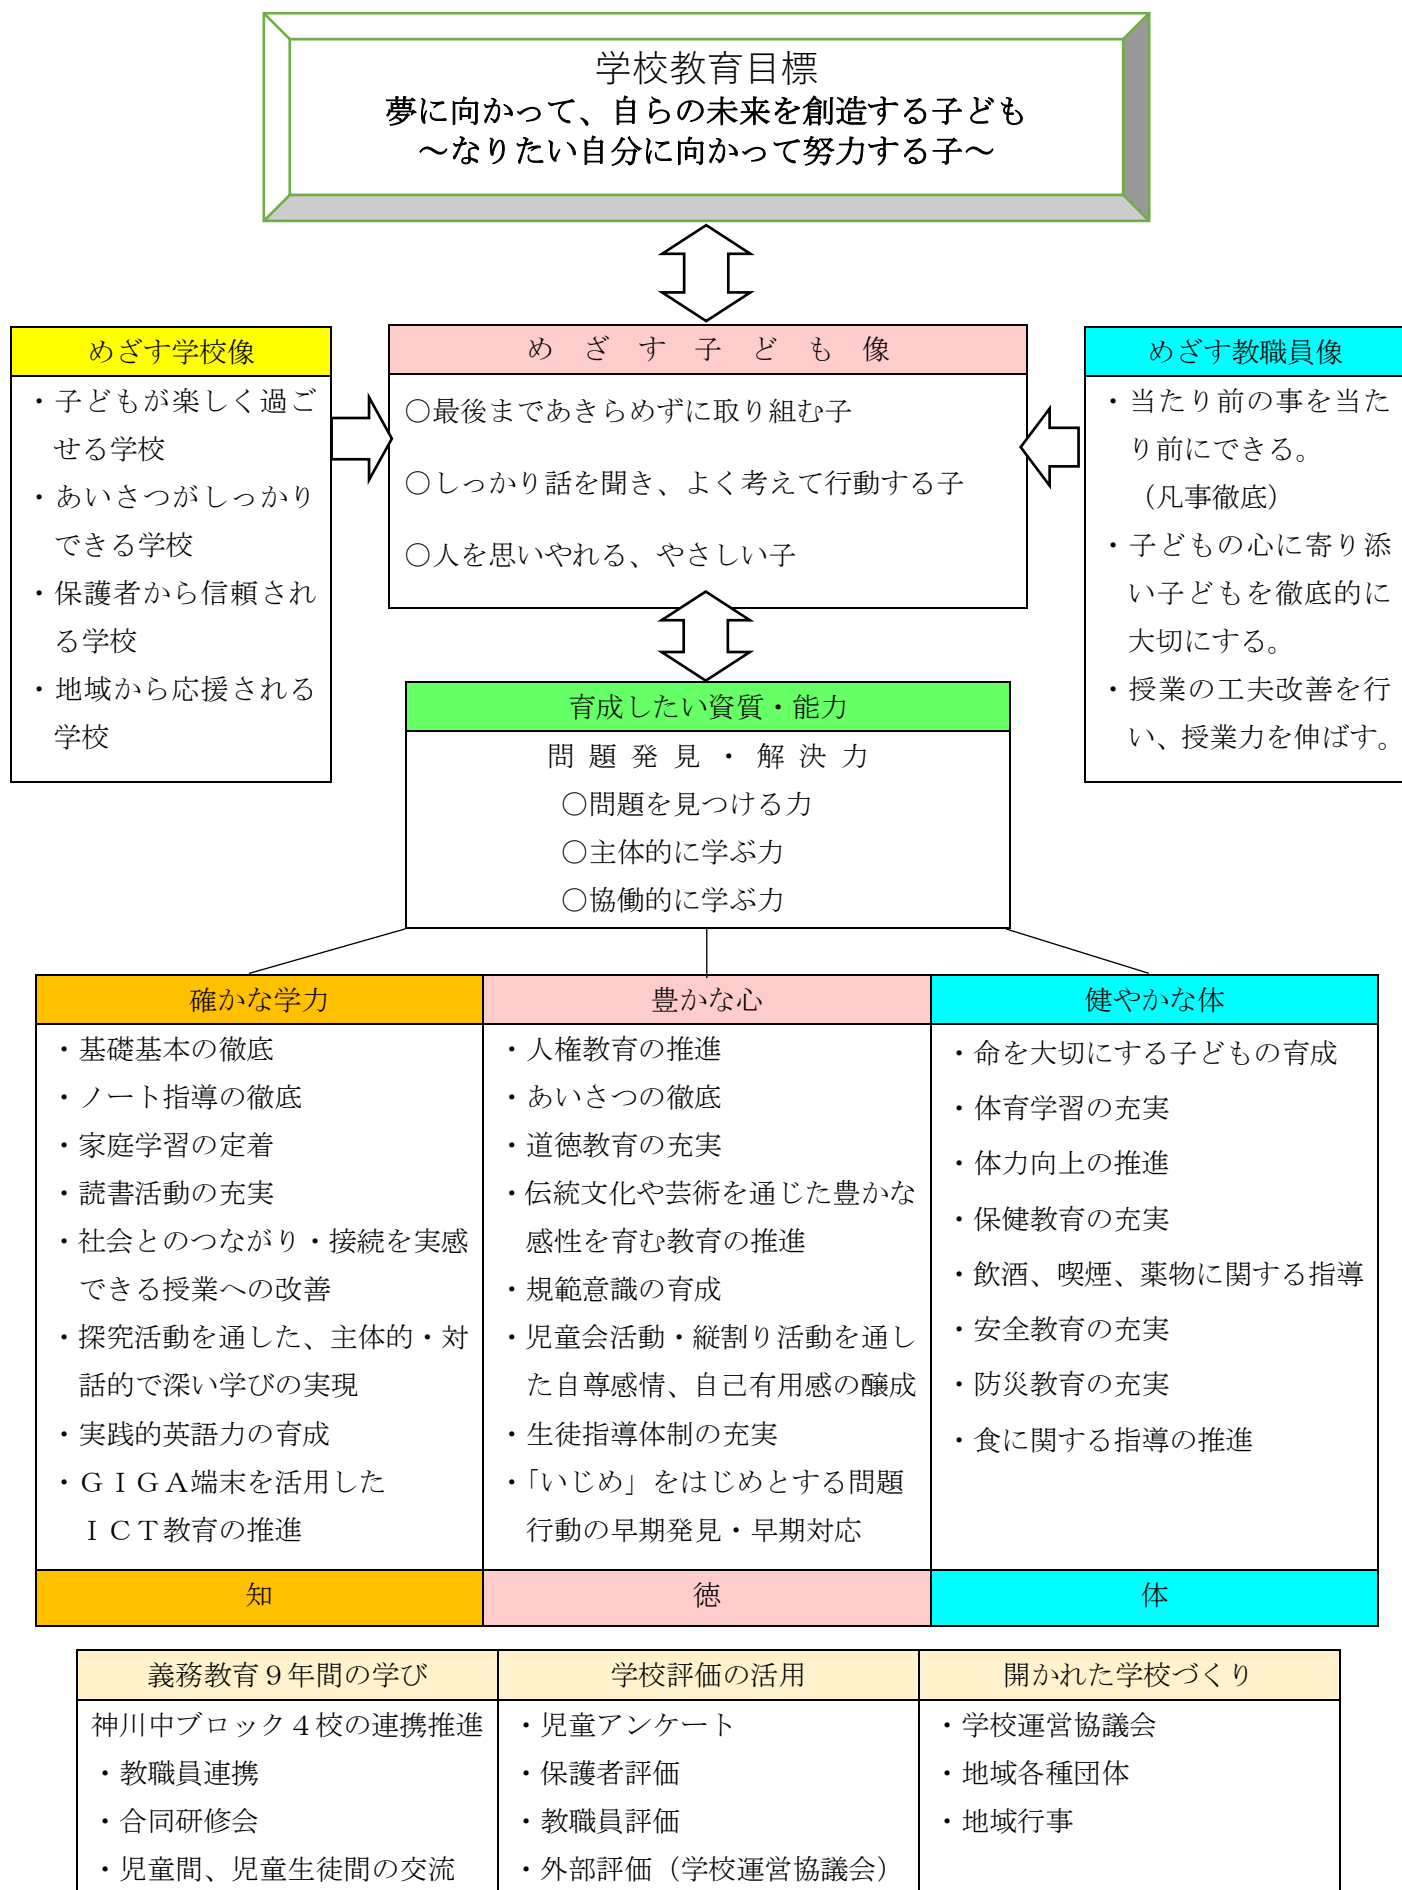 学校教育目標
夢に向かって、自らの未来を創造する子ども
～なりたい自分に向かって努力する子～
めざす学校像
・子どもが楽しく過ご
せる学校
・あいさつがしっかり
できる学校
・保護者から信頼され
る学校
・地域から応援される
学校
めざす子ども像
○最後まであきらめずに取り組む子
○しっかり話を聞き、よく考えて行動する子
○人を思いやれる、やさしい子
めざす教職員像
・当たり前の事を当た
り前にできる。
（凡事徹底）
・子どもの心に寄り添
い子どもを徹底的に
大切にする。
・授業の工夫改善を行
い、授業力を伸ばす。
育成したい資質・能力
問題発見・解決力
○問題を見つける力
○主体的に学ぶ力
○協働的に学ぶ力
確かな学力
・基礎基本の徹底
・ノート指導の徹底
・家庭学習の定着
・読書活動の充実
・社会とのつながり・接続を実感
できる授業への改善
・探究活動を通した、主体的・対
話的で深い学びの実現
・実践的英語力の育成
・ＧＩＧＡ端末を活用した
ＩＣＴ教育の推進
知
豊かな心
・人権教育の推進
・あいさつの徹底
・道徳教育の充実
・伝統文化や芸術を通じた豊かな
感性を育む教育の推進
・規範意識の育成
・児童会活動・縦割り活動を通し
た自尊感情、自己有用感の醸成
・生徒指導体制の充実
・「いじめ」をはじめとする問題
行動の早期発見・早期対応
徳
健やかな体
・命を大切にする子どもの育成
・体育学習の充実
・体力向上の推進
・保健教育の充実
・飲酒、喫煙、薬物に関する指導
・安全教育の充実
・防災教育の充実
・食に関する指導の推進
体
義務教育９年間の学び
神川中ブロック４校の連携推進
・教職員連携
・合同研修会
・児童間、児童生徒間の交流
学校評価の活用
・児童アンケート
・保護者評価
・教職員評価
・外部評価（学校運営協議会）
開かれた学校づくり
・学校運営協議会
・地域各種団体
・地域行事